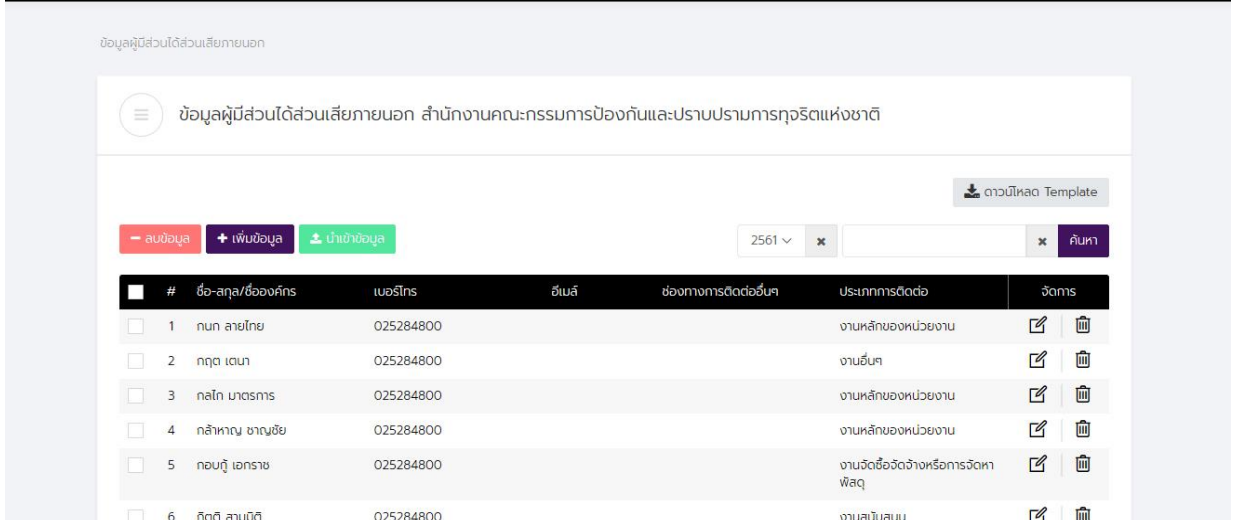 ข้อมูลผู้มีส่วนได้ส่วนเสียภายนอก
ข้อมูลผู้มีส่วนได้ส่วนเสียภายนอก สำนักงานคณะกรรมการป้องกันและปราบปรามการทุจริตแห่งชาติ
ดาวน์โหลด Template
ลบข้อมูล เพิ่มข้อมูล นำเข้าข้อมูล 2561 ค้นหา
# ชื่อ-สกุล/ชื่อองค์กร เบอร์โทร อีเมล์ ช่องทางการติดต่ออื่นๆ ประเภทการติดต่อ จัดการ
1 กนก ลายไทย 025284800 งานหลักของหน่วยงาน
2 กฤต เตนา 025284800 งานอื่นๆ
3 กลไก มาตรการ 025284800 งานหลักของหน่วยงาน
4 กล้าหาญ ชาญชัย 025284800 งานหลักของหน่วยงาน
5 กอบกู้ เอกราช 025284800 งานจัดซื้อจัดจ้างหรือการจัดหา
พัสดุ
6 025284800 งานสนับสนุน